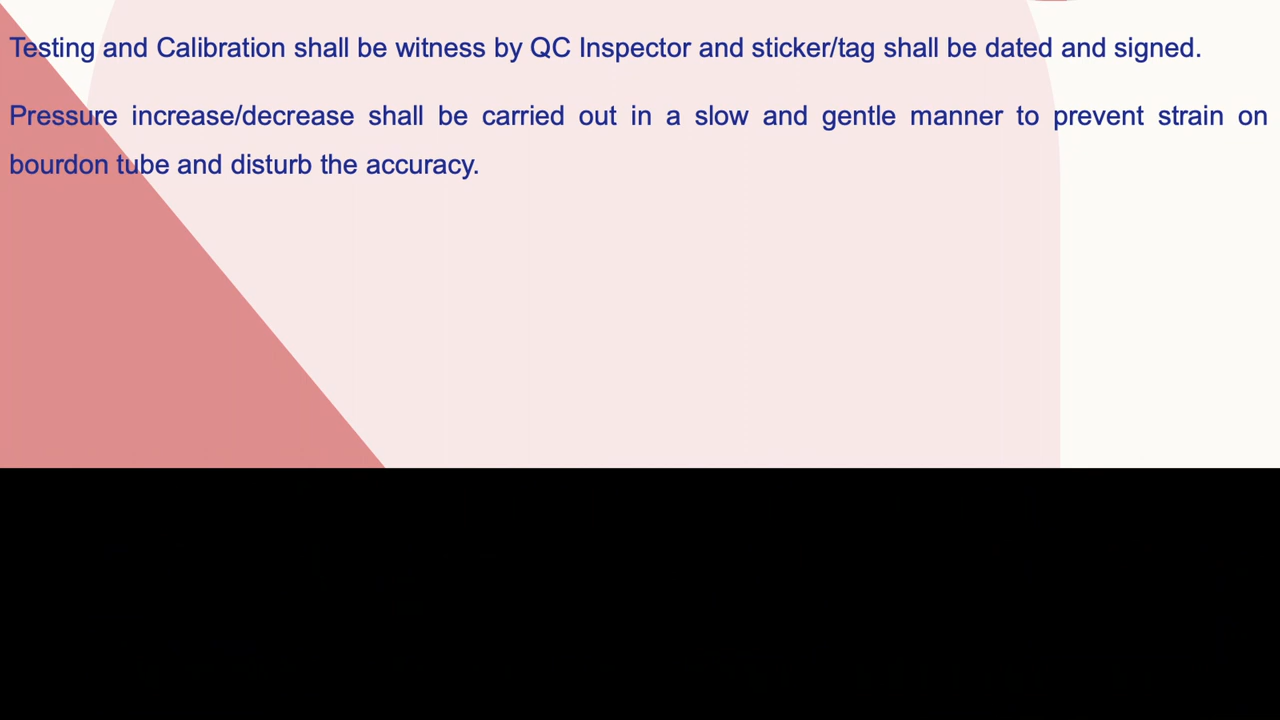 Testing and Calibration shall be witness by QC Inspector and sticker/tag shall be dated and signed.
Pressure increase/decrease shall be carried out in a slow and gentle manner to prevent strain on
bourdon tube and disturb the accuracy.